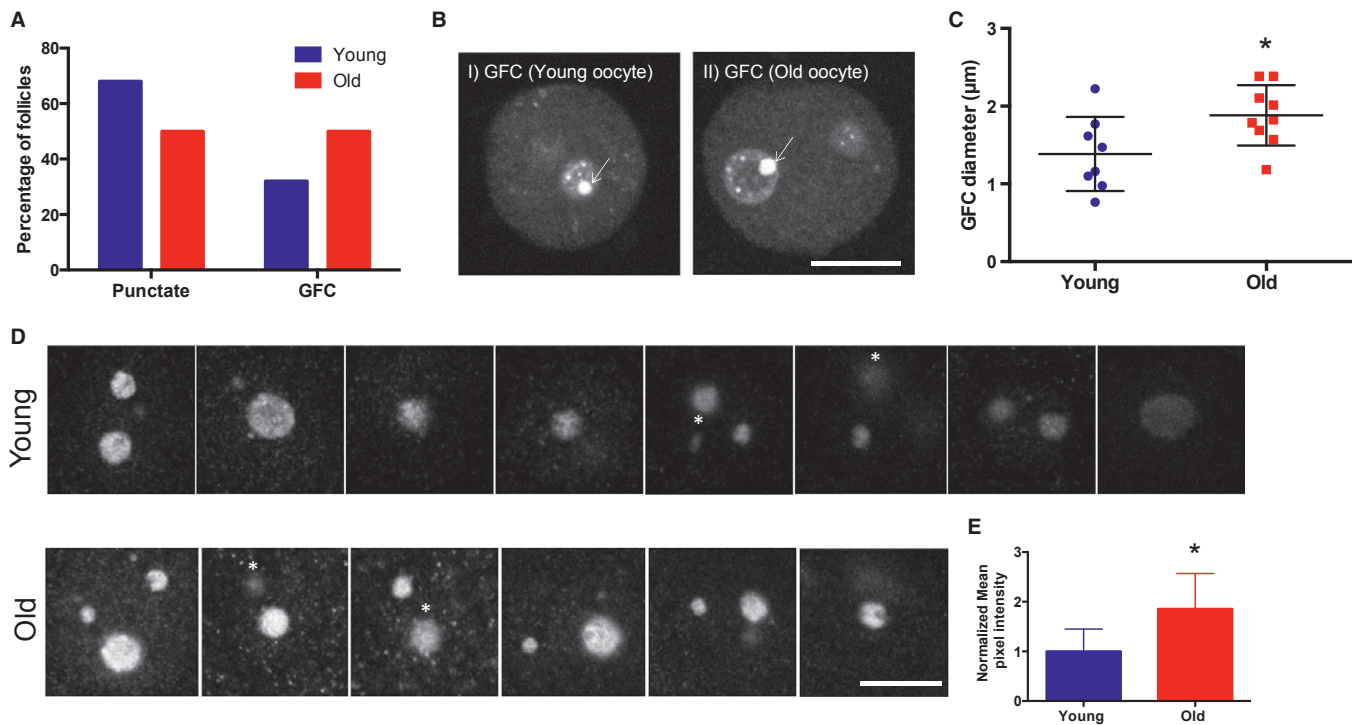 A
Percentage of follicles
80
60
40
20
0
Young
Old
Punctate
GFC
B
I) GFC (Young oocyte)
II) GFC (Old oocyte)
C
GFC diameter (µm)
3
2
1
0
*
Young
Old
D
Young
*
*
Old
*
*
E
Normalized Mean
pixel intensity
3
2
1
0
*
Young
Old